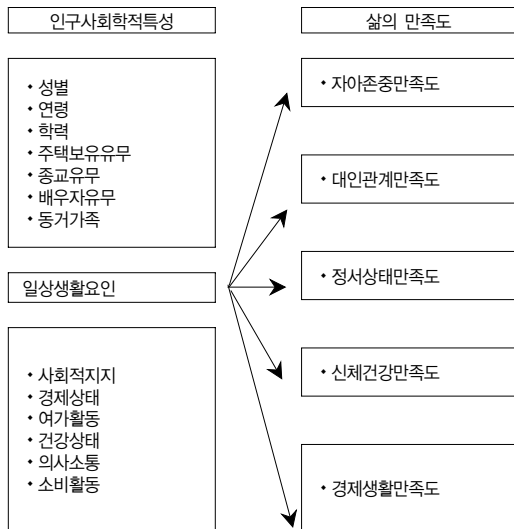 인구사회학적특성
• 성별
• 연령
• 학력
• 주택보유유무
• 종교유무
• 배우자유무
• 동거가족
일상생활요인
• 사회적지지
• 경제상태
• 여가활동
• 건강상태
• 의사소통
• 소비활동
삶의 만족도
• 자아존중만족도
• 대인관계만족도
• 정서상태만족도
• 신체건강만족도
• 경제생활만족도